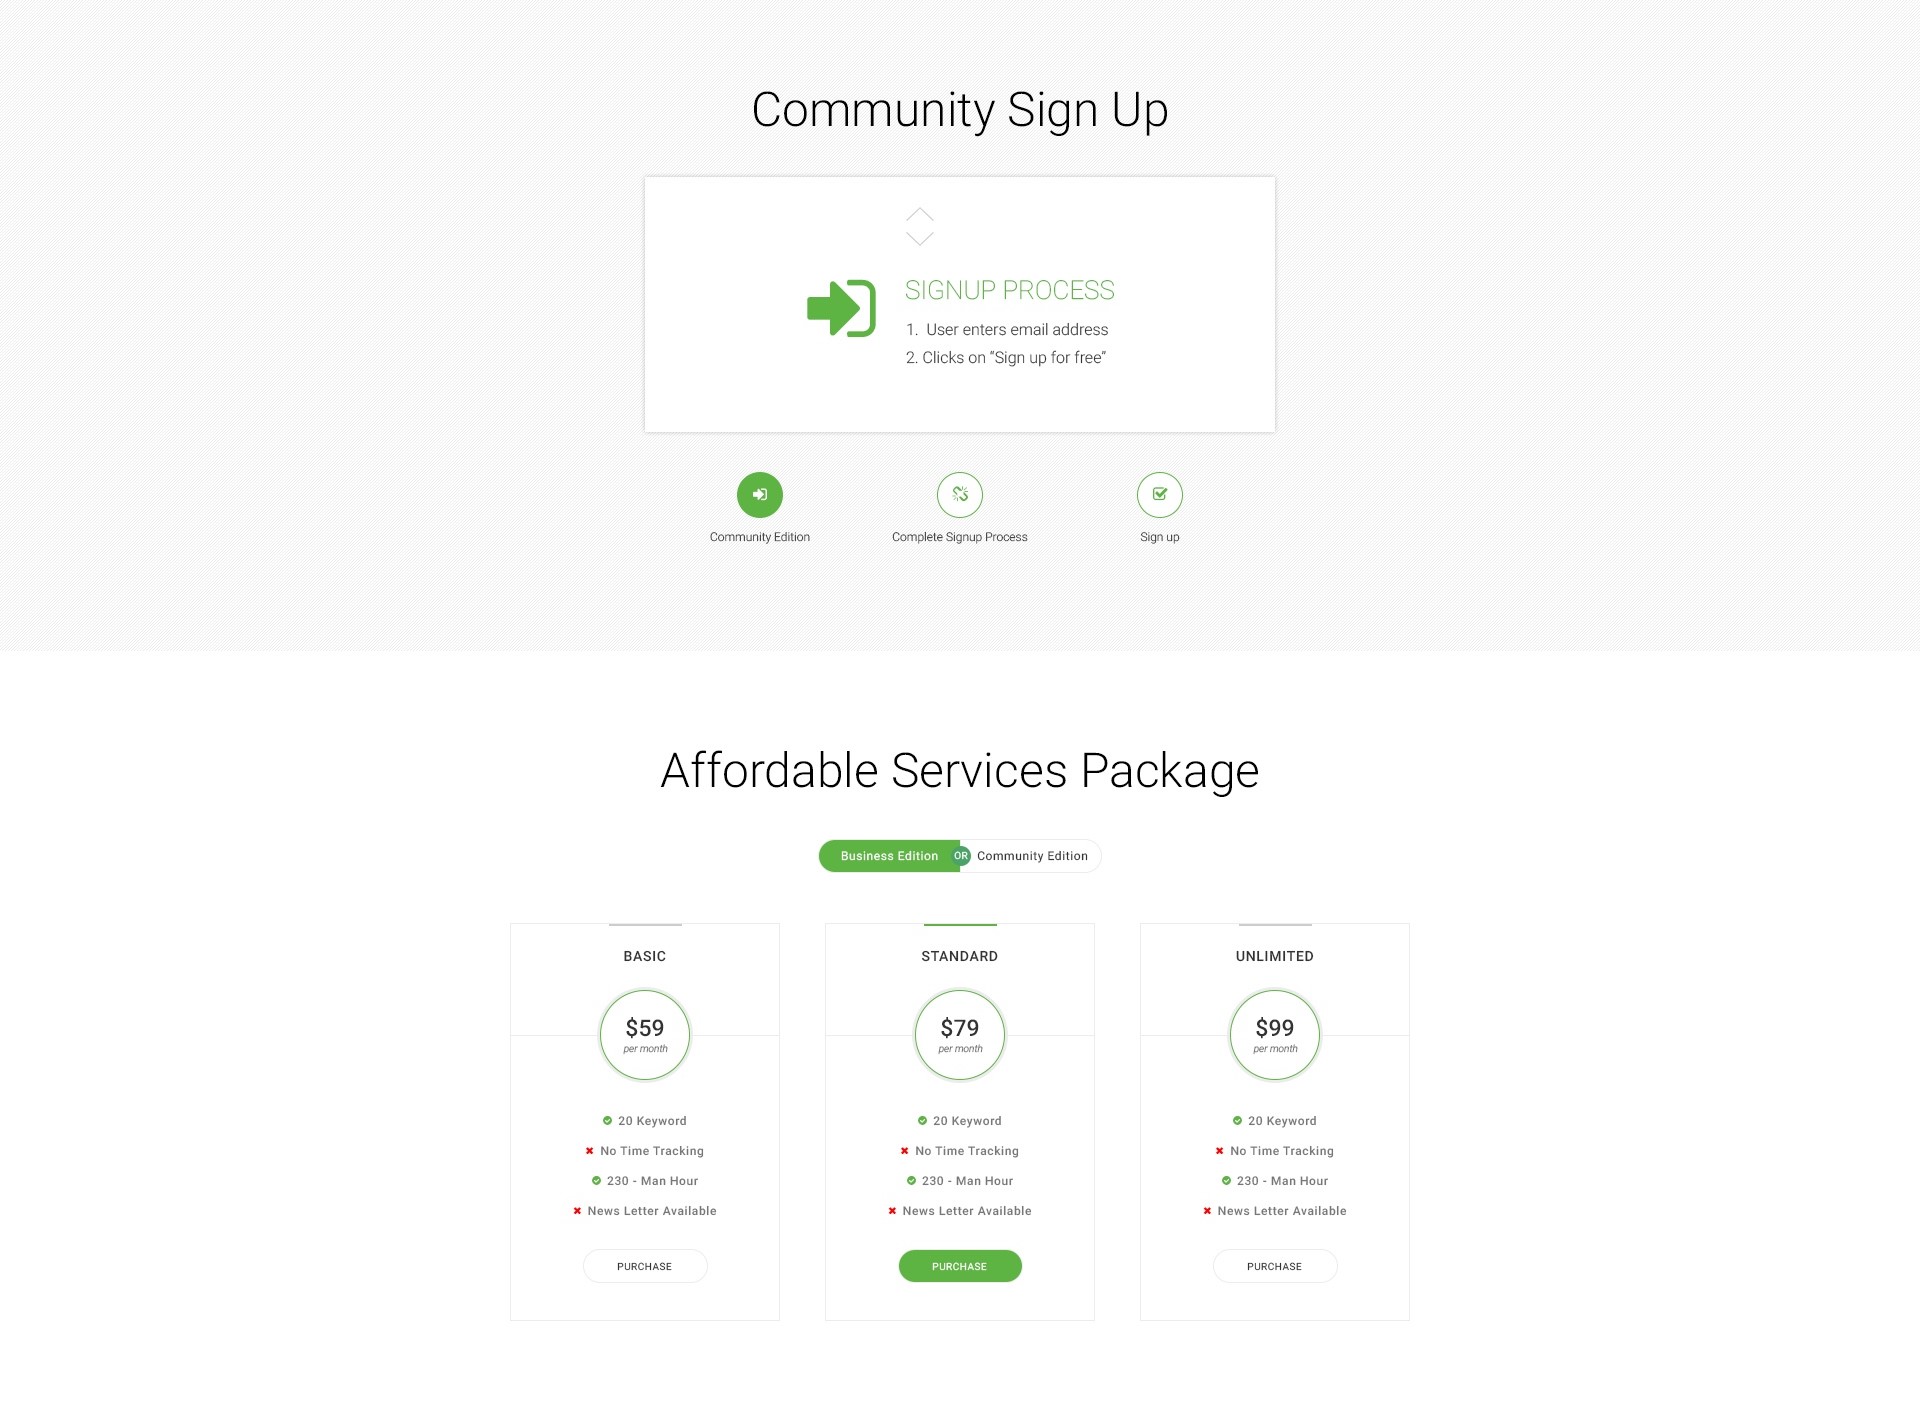 Community Sign Up
SIGNUP PROCESS
1.  User enters email address
2. Clicks on “Sign up for free”
Community Edition
Complete Signup Process
Sign up
Affordable Services Package
Business Edition
OR
Community Edition
BASIC
$59
per month
20 Keyword
No Time Tracking
230 - Man Hour
News Letter Available
PURCHASE
STANDARD
$79
per month
20 Keyword
No Time Tracking
230 - Man Hour
News Letter Available
PURCHASE
UNLIMITED
$99
per month
20 Keyword
No Time Tracking
230 - Man Hour
News Letter Available
PURCHASE